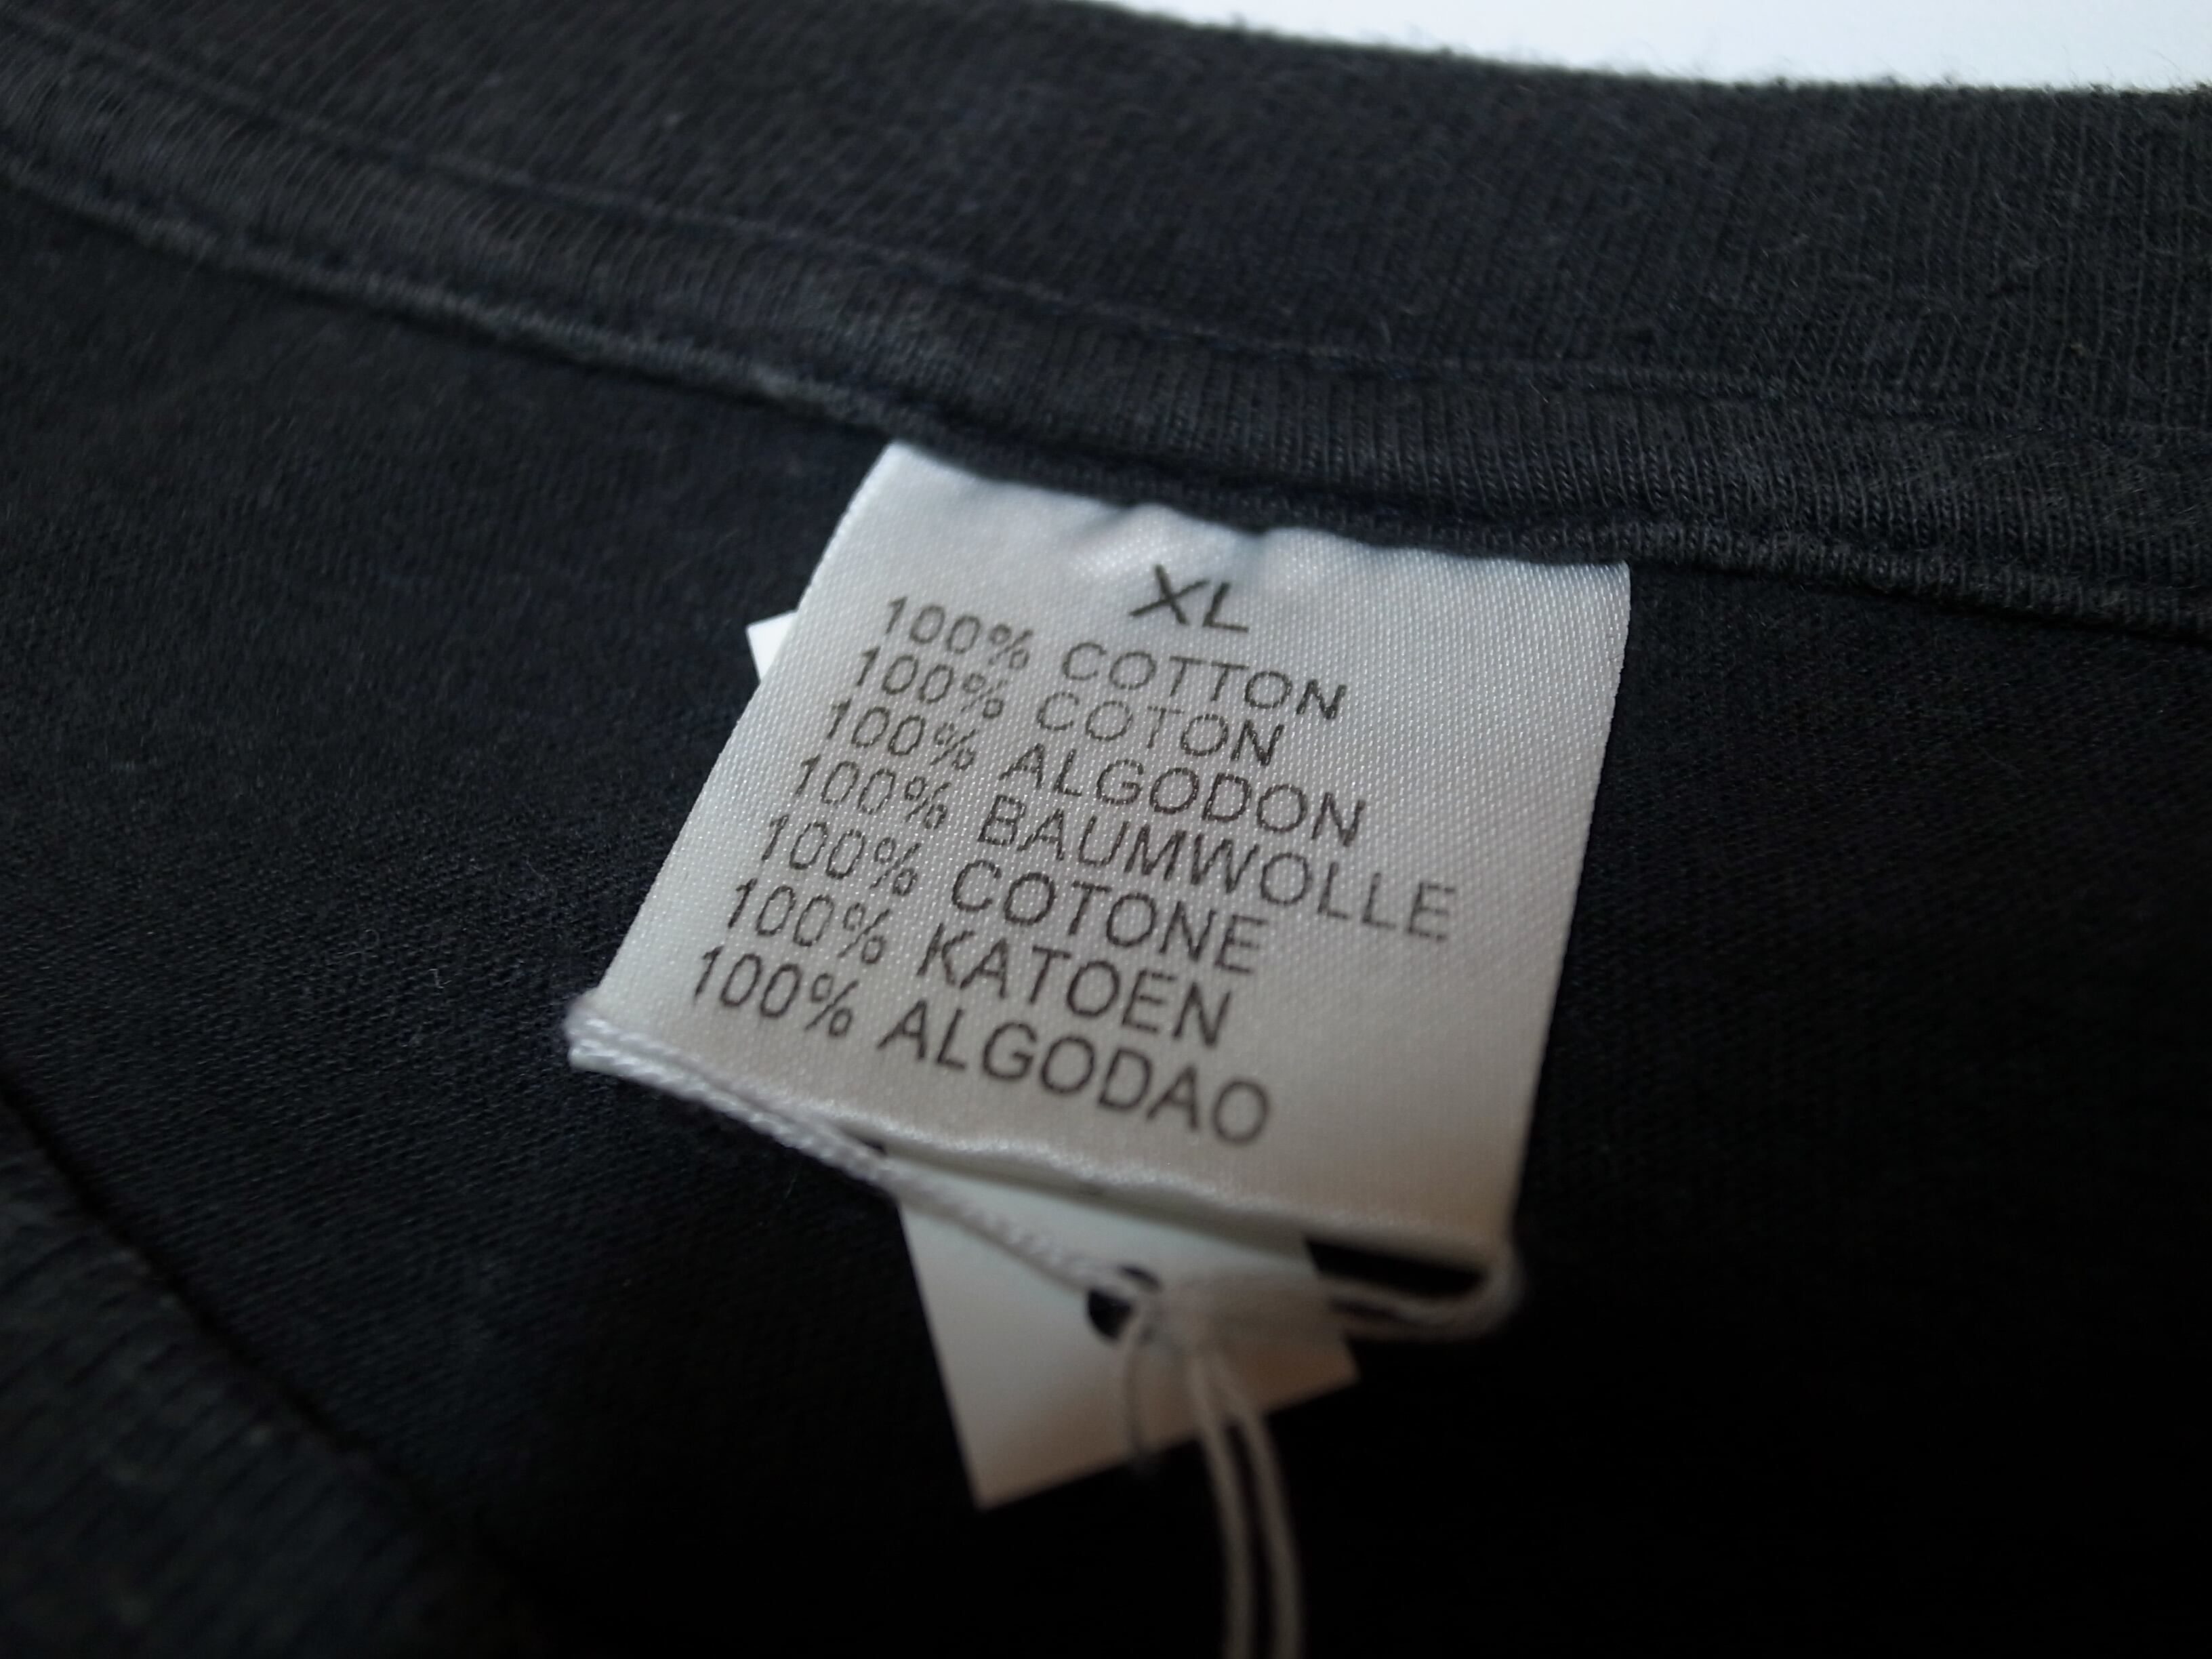 XL
100% COTTON
100% COTON
100% ALGODON
100% BAUMWOLLE
100% COTONE
100% KATOEN
100% ALGODAO